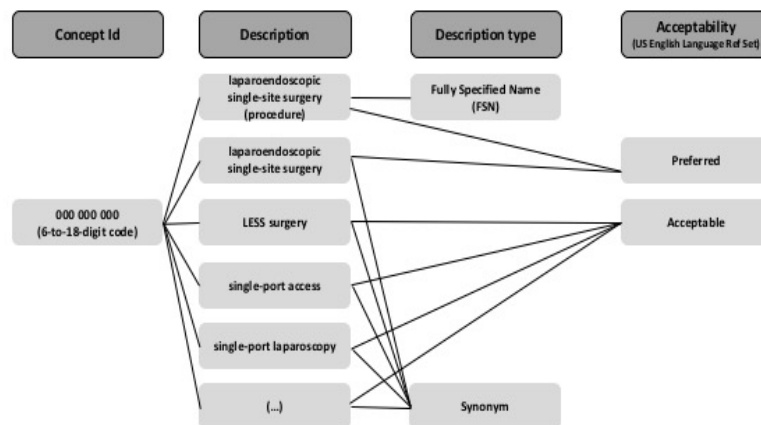 Concept Id
Description
Description type
Acceptability
(US English Language Ref Set)
laparoendoscopic
single-site surgery
(procedure)
Fully Specified Name
(FSN)
laparoendoscopic
single-site surgery
Preferred
000 000 000
(6-to-18-digit code)
LESS surgery
Acceptable
single-port access
single-port laparoscopy
(...)
Synonym